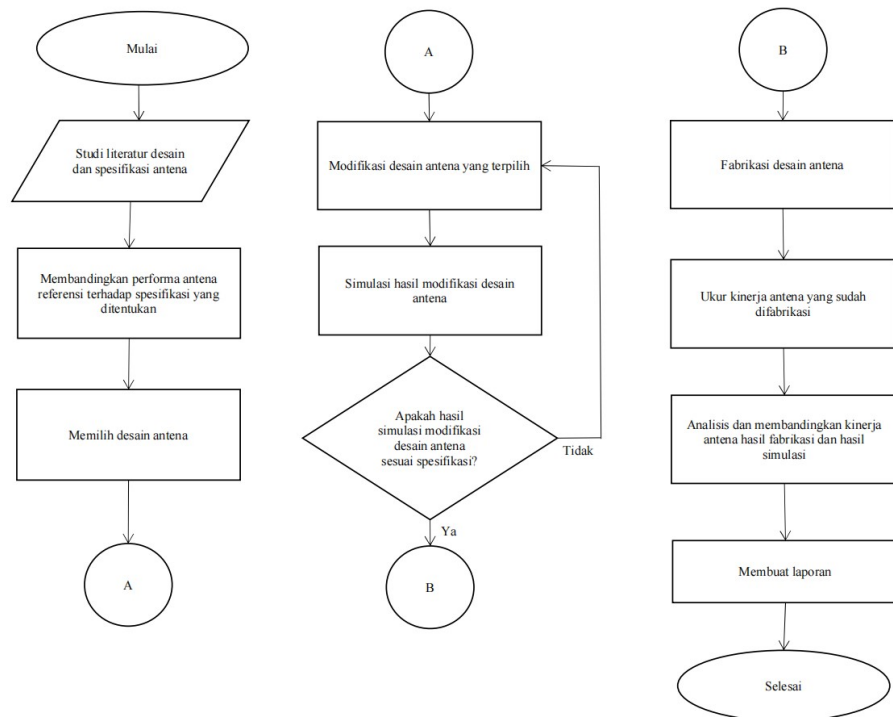 Mulai
Studi literatur desain
dan spesifikasi antena
Membandingkan performa antena
referensi terhadap spesifikasi yang
ditentukan
Memilih desain antena
A
A
Modifikasi desain antena yang terpilih
Simulasi hasil modifikasi desain
antena
Apakah hasil
simulasi modifikasi
desain antena
sesuai spesifikasi?
Tidak
Ya
B
B
Fabrikasi desain antena
Ukur kinerja antena yang sudah
difabrikasi
Analisis dan membandingkan kinerja
antena hasil fabrikasi dan hasil
simulasi
Membuat laporan
Selesai